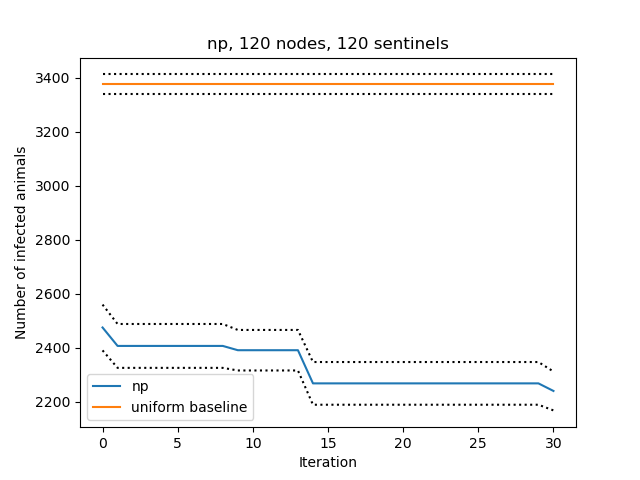 np, 120 nodes, 120 sentinels
3400
3200
3000
2800
2600
2400
2200
Number of infected animals
np
uniform baseline
0 5 10 15 20 25 30
Iteration